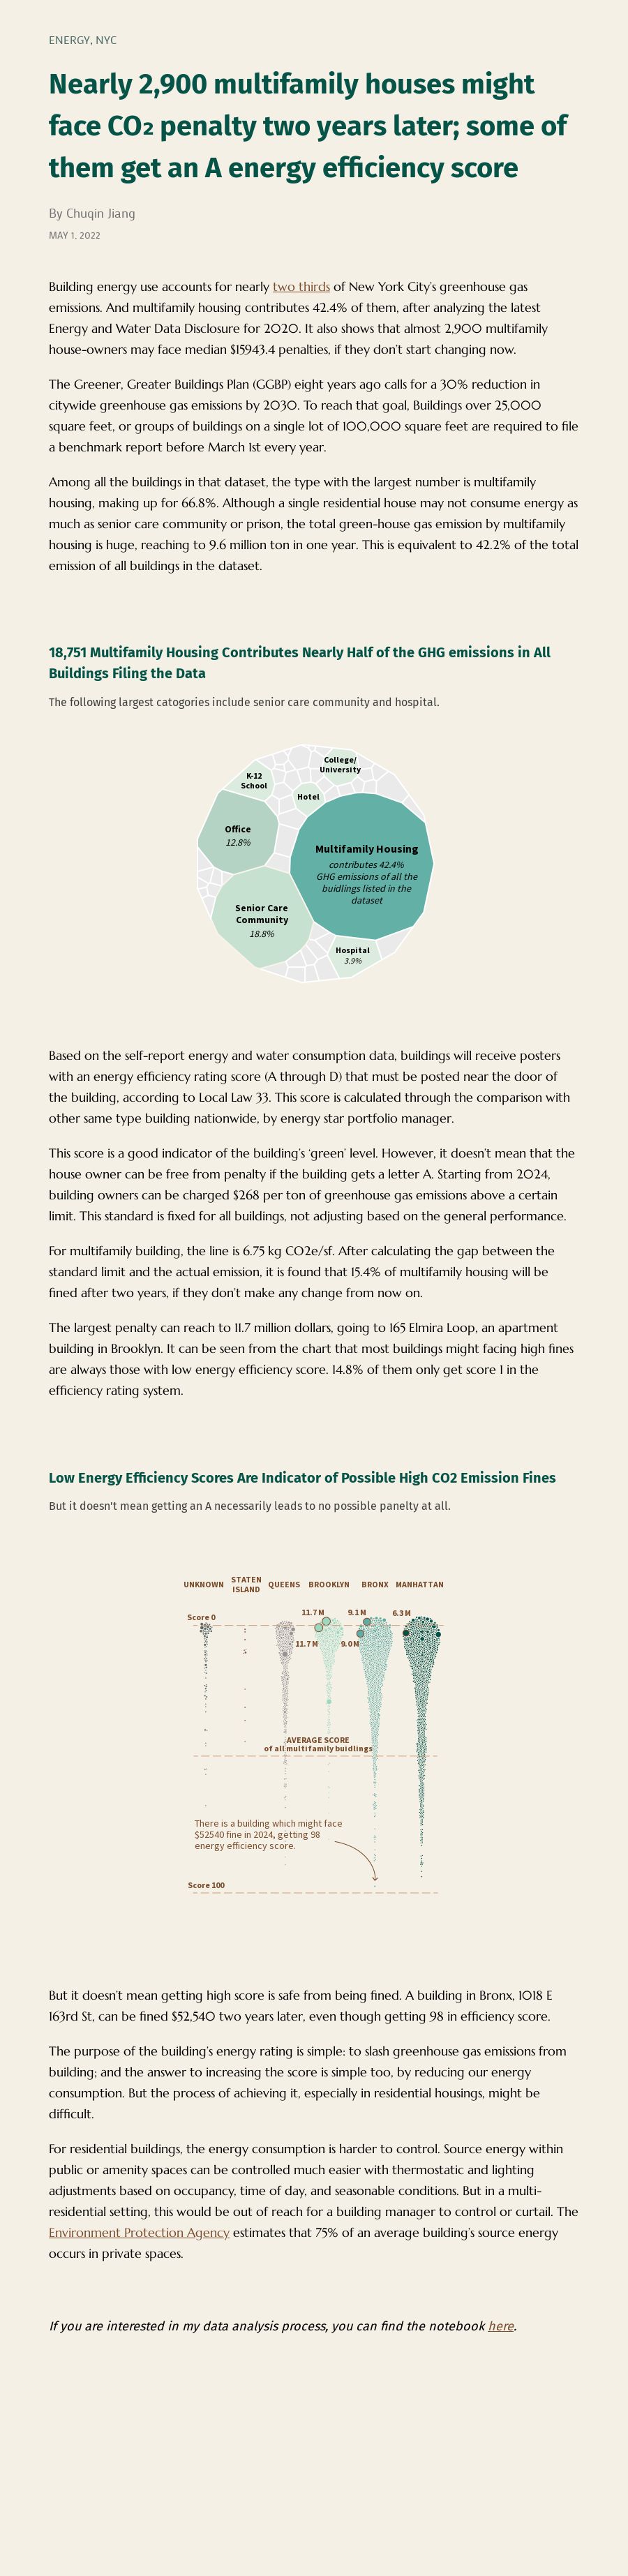 ENERGY, NYC
Nearly 2,900 multifamily houses might
face CO₂ penalty two years later; some of
them get an A energy efficiency score
By Chuqin Jiang
MAY 1, 2022
Building energy use accounts for nearly two thirds of New York City's greenhouse gas
emissions. And multifamily housing contributes 42.4% of them, after analyzing the latest
Energy and Water Data Disclosure for 2020. It also shows that almost 2,900 multifamily
house-owners may face median $15943.4 penalties, if they don't start changing now.
The Greener, Greater Buildings Plan (GGBP) eight years ago calls for a 30% reduction in
citywide greenhouse gas emissions by 2030. To reach that goal, Buildings over 25,000
square feet, or groups of buildings on a single lot of 100,000 square feet are required to file
a benchmark report before March 1st every year.
Among all the buildings in that dataset, the type with the largest number is multifamily
housing, making up for 66.8%. Although a single residential house may not consume energy as
much as senior care community or prison, the total green-house gas emission by multifamily
housing is huge, reaching to 9.6 million ton in one year. This is equivalent to 42.2% of the total
emission of all buildings in the dataset.
18,751 Multifamily Housing Contributes Nearly Half of the GHG emissions in All
Buildings Filing the Data
The following largest catogories include senior care community and hospital.
College/
University
K-12
School
Hotel
Office
12.8%
Multifamily Housing
contributes 42.4%
GHG emissions of all the
buidlings listed in the
dataset
Senior Care
Community
18.8%
Hospital
3.9%
Based on the self-report energy and water consumption data, buildings will receive posters
with an energy efficiency rating score (A through D) that must be posted near the door of
the building, according to Local Law 33. This score is calculated through the comparison with
other same type building nationwide, by energy star portfolio manager.
This score is a good indicator of the building's 'green' level. However, it doesn't mean that the
house owner can be free from penalty if the building gets a letter A. Starting from 2024,
building owners can be charged $268 per ton of greenhouse gas emissions above a certain
limit. This standard is fixed for all buildings, not adjusting based on the general performance.
For multifamily building, the line is 6.75 kg CO2e/sf. After calculating the gap between the
standard limit and the actual emission, it is found that 15.4% of multifamily housing will be
fined after two years, if they don't make any change from now on.
The largest penalty can reach to 11.7 million dollars, going to 165 Elmira Loop, an apartment
building in Brooklyn. It can be seen from the chart that most buildings might facing high fines
are always those with low energy efficiency score. 14.8% of them only get score 1 in the
efficiency rating system.
Low Energy Efficiency Scores Are Indicator of Possible High CO2 Emission Fines
But it doesn't mean getting an A necessarily leads to no possible panelty at all.
UNKNOWN STATEN ISLAND QUEENS BROOKLYN BRONX MANHATTAN
Score 0
11.7 M 9.1 M 6.3 M
11.7 M 9.0 M
AVERAGE SCORE
of all multifamily buidlings
There is a building which might face
$52540 fine in 2024, getting 98
energy efficiency score.
Score 100
But it doesn't mean getting high score is safe from being fined. A building in Bronx, 1018 E
163rd St, can be fined $52,540 two years later, even though getting 98 in efficiency score.
The purpose of the building's energy rating is simple: to slash greenhouse gas emissions from
building; and the answer to increasing the score is simple too, by reducing our energy
consumption. But the process of achieving it, especially in residential housings, might be
difficult.
For residential buildings, the energy consumption is harder to control. Source energy within
public or amenity spaces can be controlled much easier with thermostatic and lighting
adjustments based on occupancy, time of day, and seasonable conditions. But in a multi-
residential setting, this would be out of reach for a building manager to control or curtail. The
Environment Protection Agency estimates that 75% of an average building's source energy
occurs in private spaces.
If you are interested in my data analysis process, you can find the notebook here.